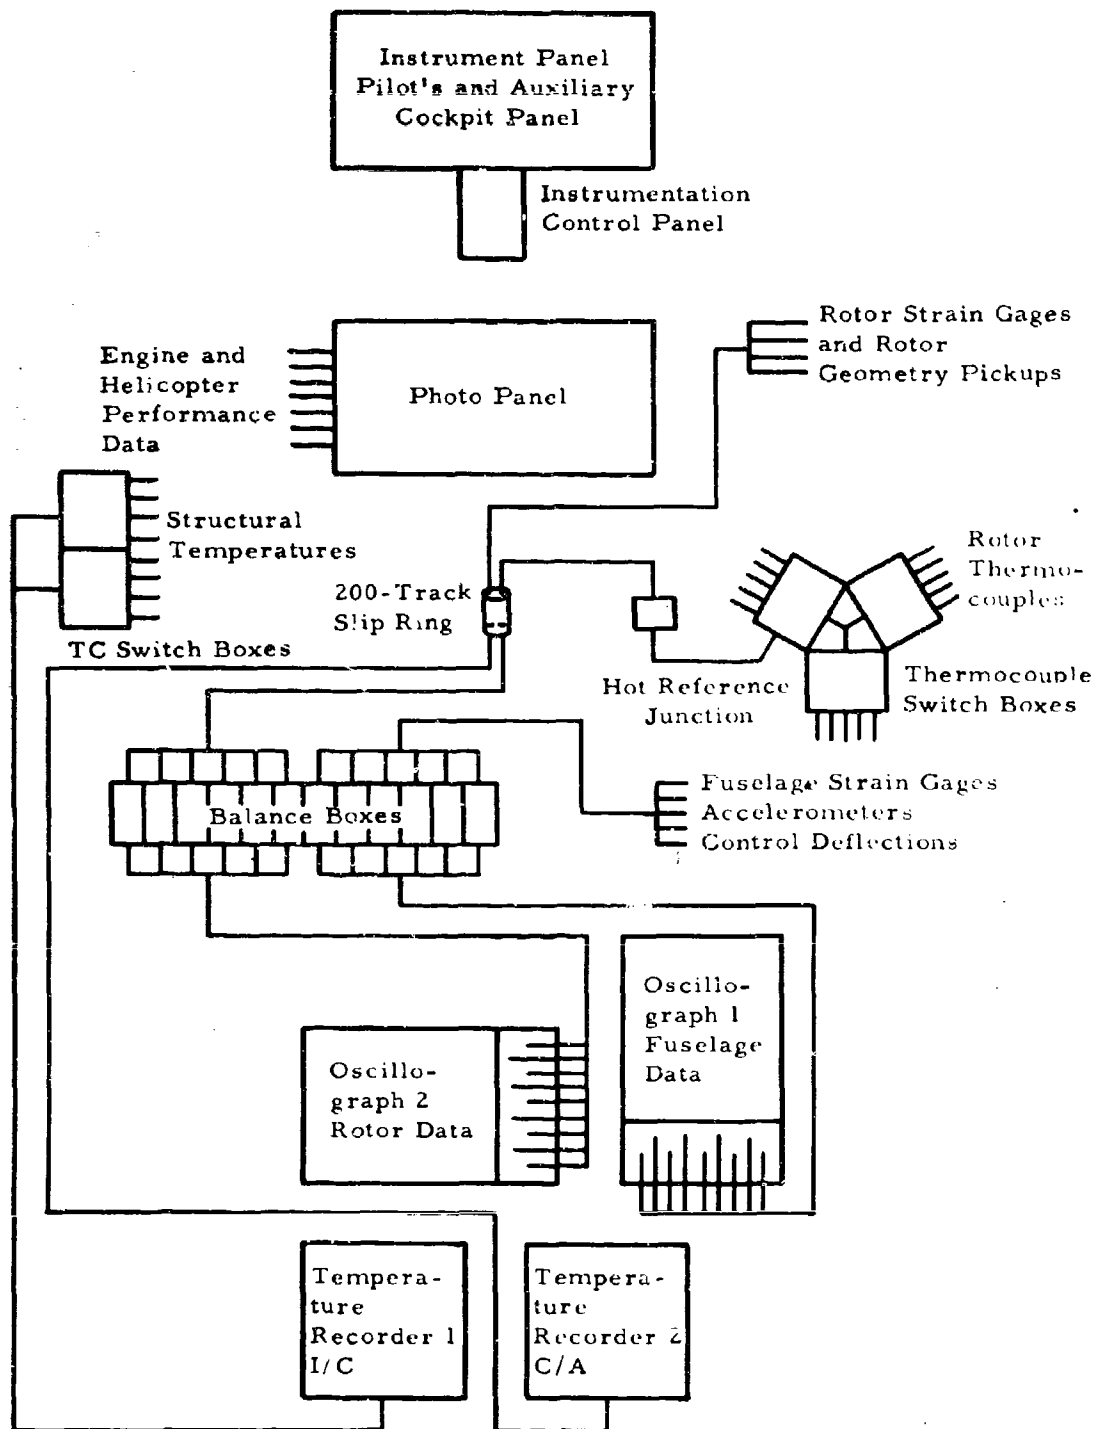 Instrument Panel
Pilot's and Auxiliary
Cockpit Panel
Instrumentation
Control Panel
Rotor Strain Gages
and Rotor
Geometry Pickups
Engine and
Helicopter
Performance
Data
Photo Panel
Structural
Temperatures
TC Switch Boxes
200-Track
Slip Ring
Rotor
Thermo-
couples
Hot Reference
Junction
Thermocouple
Switch Boxes
Balance Boxes
Fuselage Strain Gages
Accelerometers
Control Deflections
Oscillo-
graph 1
Fuselage
Data
Oscillo-
graph 2
Rotor Data
Tempera-
ture
Recorder 1
I/C
Tempera-
ture
Recorder 2
C/A